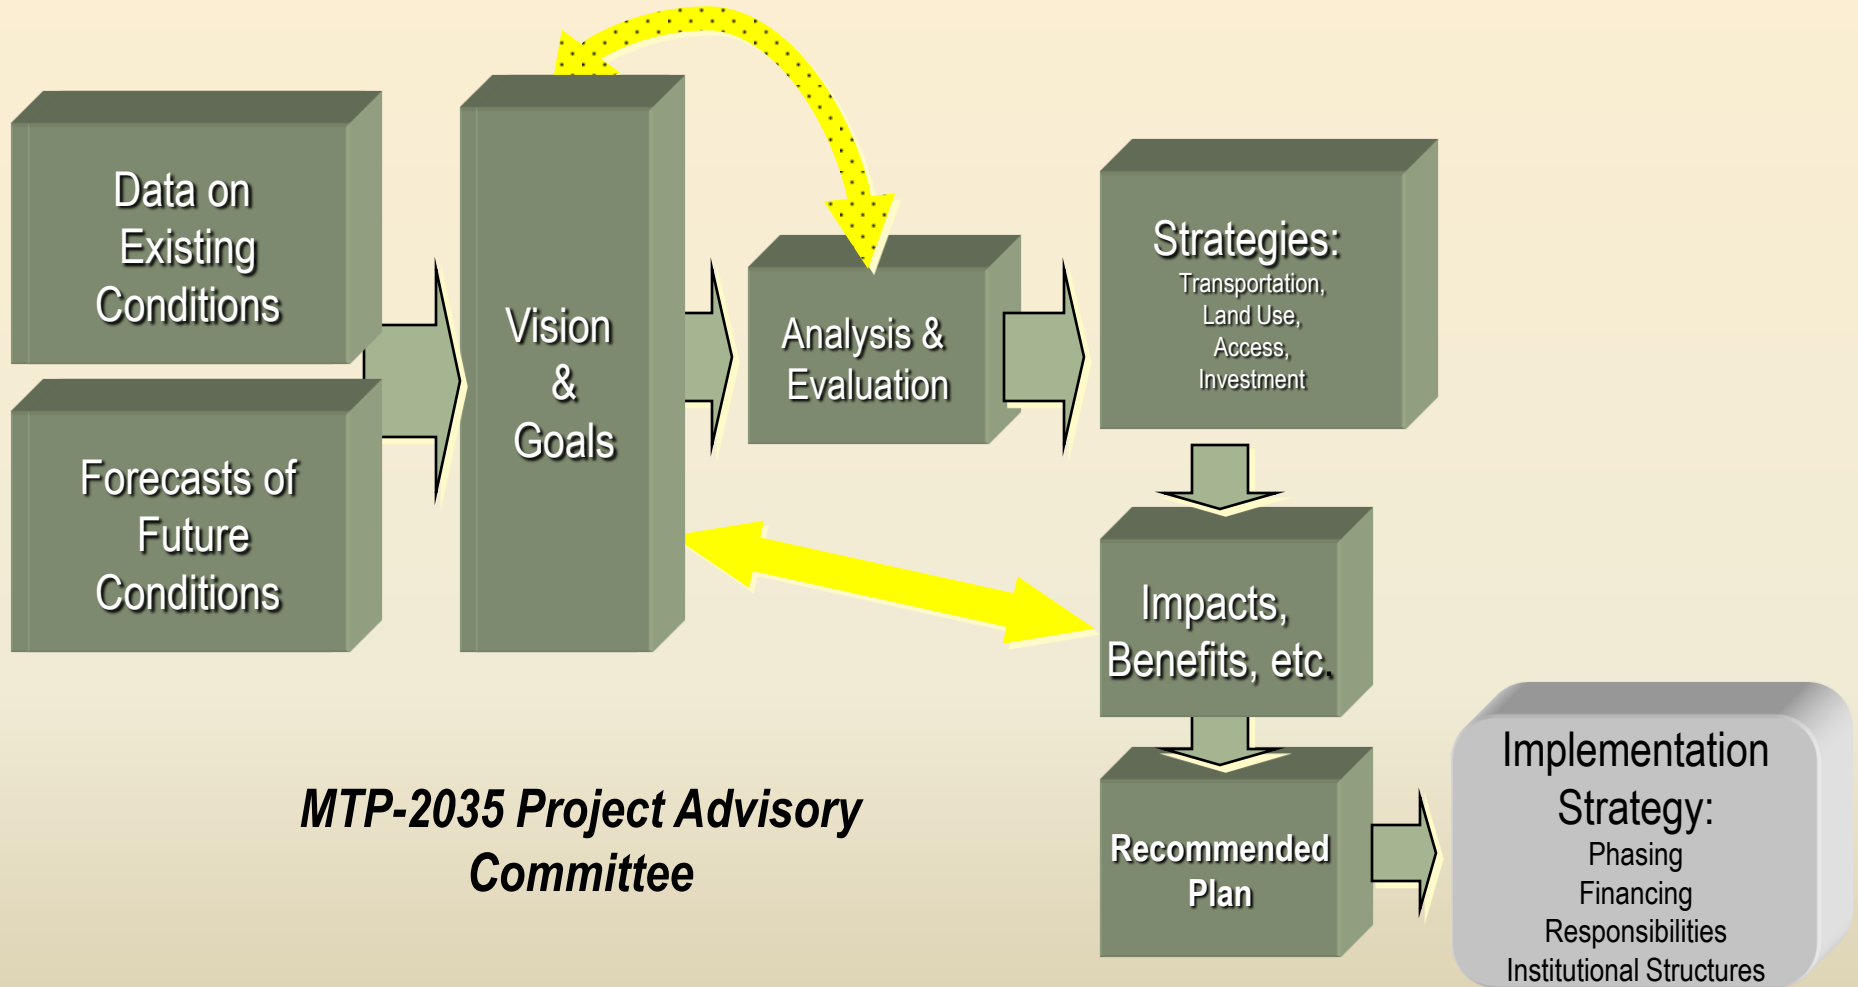 Data on
Existing
Conditions
Forecasts of
Future
Conditions
Vision
&
Goals
Analysis &
Evaluation
Strategies:
Transportation,
Land Use,
Access,
Investment
Impacts,
Benefits, etc.
Recommended
Plan
Implementation
Strategy:
Phasing
Financing
Responsibilities
Institutional Structures
MTP-2035 Project Advisory
Committee